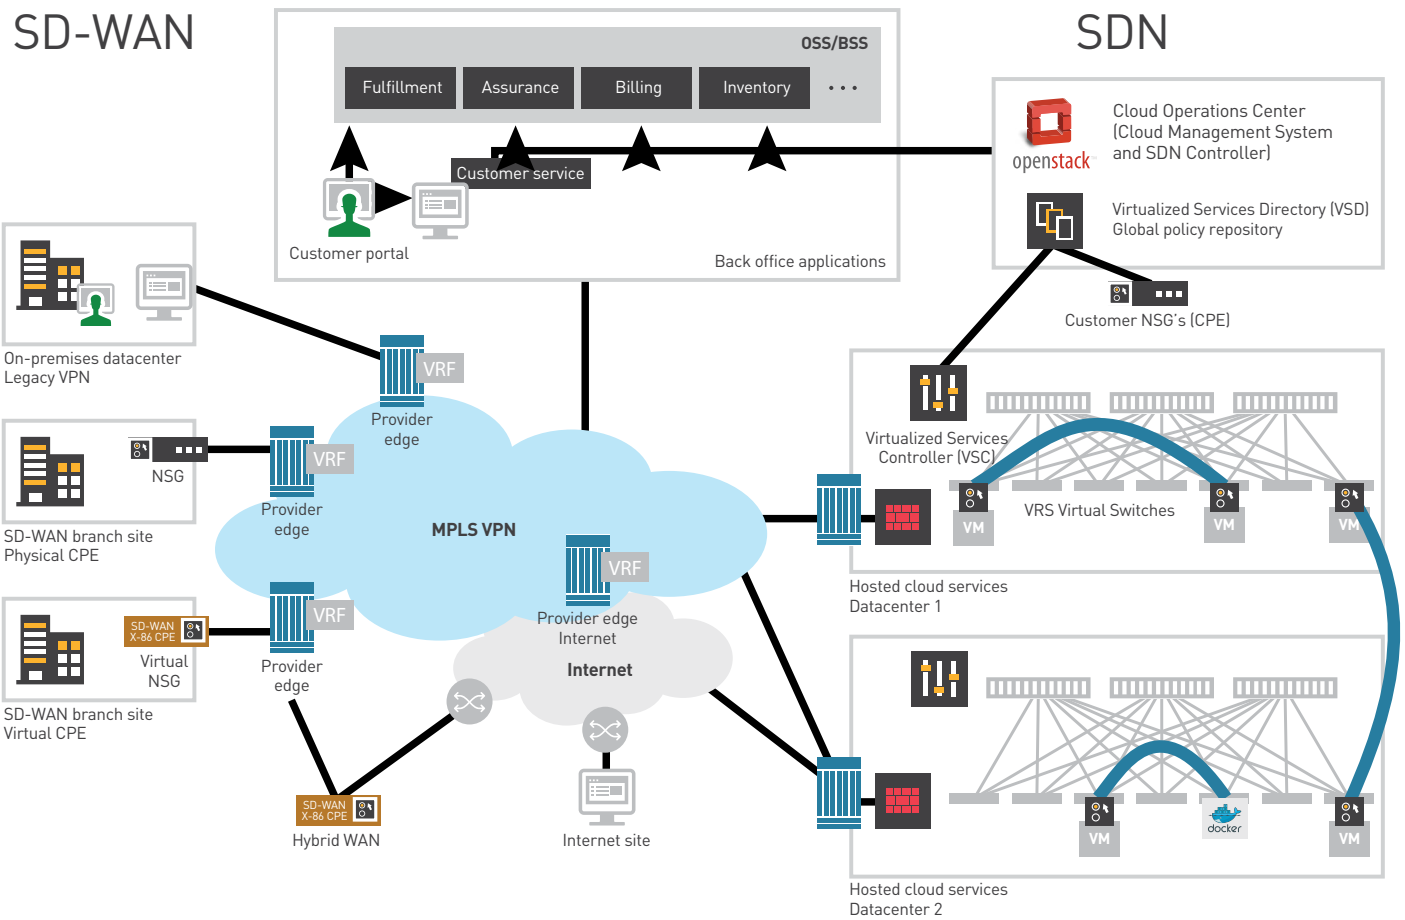 SD-WAN
SDN
OSS/BSS
Fulfillment
Assurance
Billing
Inventory
...
Customer service
Customer portal
Back office applications
openstack
Cloud Operations Center
(Cloud Management System
and SDN Controller)
Virtualized Services Directory (VSD)
Global policy repository
Customer NSG's (CPE)
On-premises datacenter
Legacy VPN
VRF
Provider
edge
NSG
SD-WAN branch site
Physical CPE
VRF
Provider
edge
MPLS VPN
SD-WAN
X-86 CPE
Virtual
NSG
SD-WAN branch site
Virtual CPE
VRF
Provider
edge
VRF
Provider edge
Internet
Internet
SD-WAN
X-86 CPE
Hybrid WAN
Internet site
Virtualized Services
Controller (VSC)
VRS Virtual Switches
VM
VM
VM
Hosted cloud services
Datacenter 1
VM
docker
VM
Hosted cloud services
Datacenter 2